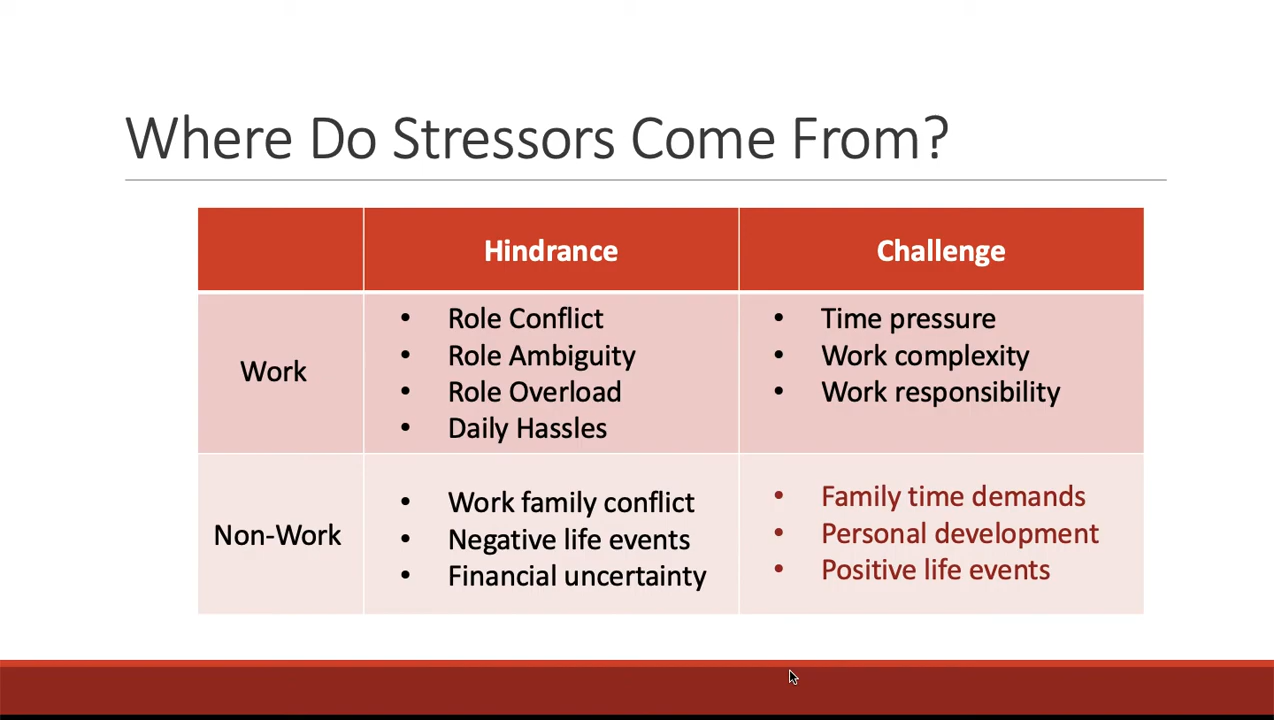 Where Do Stressors Come From?
Hindrance
Challenge
Work
• Role Conflict
• Role Ambiguity
• Role Overload
• Daily Hassles
• Time pressure
• Work complexity
• Work responsibility
Non-Work
• Work family conflict
• Negative life events
• Financial uncertainty
• Family time demands
• Personal development
• Positive life events